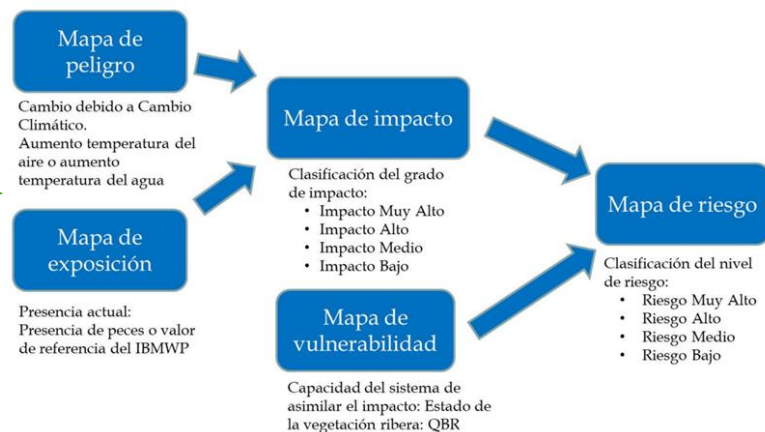 Mapa de
peligro
Cambio debido a Cambio
Climático.
Aumento temperatura del
aire o aumento
temperatura del agua
Mapa de
exposición
Presencia actual:
Presencia de peces o valor
de referencia del IBMWP
Mapa de impacto
Clasificación del grado
de impacto:
• Impacto Muy Alto
• Impacto Alto
• Impacto Medio
• Impacto Bajo
Mapa de
vulnerabilidad
Capacidad del sistema de
asimilar el impacto: Estado de
la vegetación ribera: QBR
Mapa de riesgo
Clasificación del nivel
de riesgo:
• Riesgo Muy Alto
• Riesgo Alto
• Riesgo Medio
• Riesgo Bajo